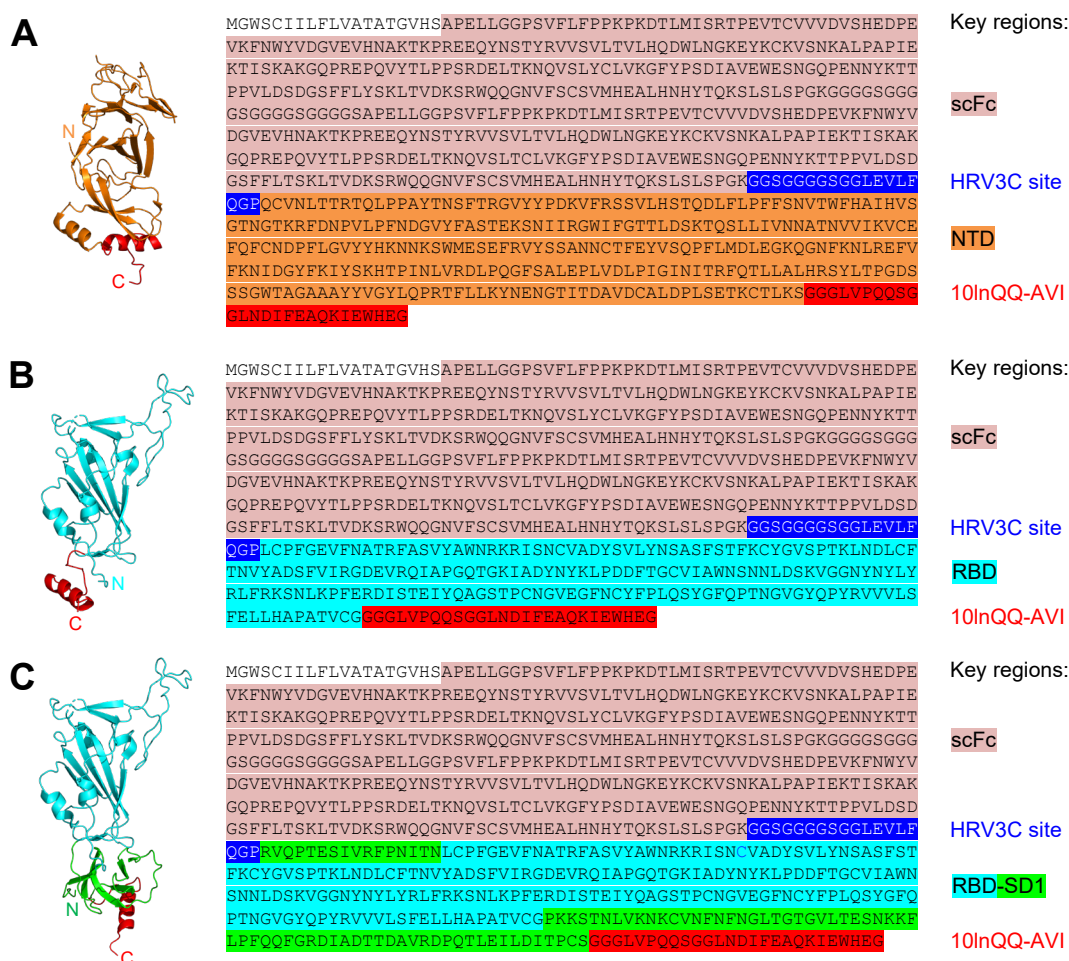 A
N
C
MGWSCIILFLVATATGVHSAPELLGGPSVFLFPPKPKDTLMISRTPEVTCVVVDVSHEDPE
VKFNWYVDGVEVHNAKTKPREEQYNSTYRVVSVLTVLHQDWLNGKEYKCKVSNKALPAPIE
KTISKAKGQPREPQVYTLPPSRDELTKNQVSLYCLVKGFYPSDIAVEWESNGQPENNYKTT
PPVLDSDGSFFLYSKLTVDKSRWQQGNVFSCSVMHEALHNHYTQKSLSLSPGKGGGGSGGG
GSGGGGSGGGGSAPELLGGPSVFLFPPKPKDTLMISRTPEVTCVVVDVSHEDPEVKFNWYV
DGVEVHNAKTKPREEQYNSTYRVVSVLTVLHQDWLNGKEYKCKVSNKALPAPIEKTISKAK
GQPREPQVYTLPPSRDELTKNQVSLTCLVKGFYPSDIAVEWESNGQPENNYKTTPPVLDSD
GSFFLTSKLTVDKSRWQQGNVFSCSVMHEALHNHYTQKSLSLSPGKGGSGGGGSGGLEVLF
QGPQCVNLTTRTQLPPAYTNSFTRGVYYPDKVFRSSVLHSTQDLFLPFFSNVTWFHAIHVS
GTNGTKRFDNPVLPFNDGVYFASTEKSNIIRGWIFGTTLDSKTQSLLIVNNATNVVIKVCE
FQFCNDPFLGVYYHKNNKSWMESEFRVYSSANNCTFEYVSQPFLMDLEGKQGNFKNLREFV
FKNIDGYFKIYSKHTPINLVRDLPQGFSALEPLVDLPIGINITRFQTLLALHRSYLTPGDS
SSGWTAGAAAYYVGYLQPRTFLLKYNENGTITDAVDCALDPLSETKCTLKSGGGLVPQQSG
GLNDIFEAQKIEWHEG
Key regions:
scFc
HRV3C site
NTD
10lnQQ-AVI
B
N
C
MGWSCIILFLVATATGVHSAPELLGGPSVFLFPPKPKDTLMISRTPEVTCVVVDVSHEDPE
VKFNWYVDGVEVHNAKTKPREEQYNSTYRVVSVLTVLHQDWLNGKEYKCKVSNKALPAPIE
KTISKAKGQPREPQVYTLPPSRDELTKNQVSLYCLVKGFYPSDIAVEWESNGQPENNYKTT
PPVLDSDGSFFLYSKLTVDKSRWQQGNVFSCSVMHEALHNHYTQKSLSLSPGKGGGGSGGG
GSGGGGSGGGGSAPELLGGPSVFLFPPKPKDTLMISRTPEVTCVVVDVSHEDPEVKFNWYV
DGVEVHNAKTKPREEQYNSTYRVVSVLTVLHQDWLNGKEYKCKVSNKALPAPIEKTISKAK
GQPREPQVYTLPPSRDELTKNQVSLTCLVKGFYPSDIAVEWESNGQPENNYKTTPPVLDSD
GSFFLTSKLTVDKSRWQQGNVFSCSVMHEALHNHYTQKSLSLSPGKGGSGGGGSGGLEVLF
QGPLCPFGEVFNATRFASVYAWNRKRISNCVADYSVLYNSASFSTFKCYGVSPTKLNDLCF
TNVYADSFVIRGDEVRQIAPGQTGKIADYNYKLPDDFTGCVIAWNSNNLDSKVGGNYNYLY
RLFRKSNLKPFERDISTEIYQAGSTPCNGVEGFNCYFPLQSYGFQPTNGVGYQPYRVVVLS
FELLHAPATVCGGGGLVPQQSGGLNDIFEAQKIEWHEG
Key regions:
scFc
HRV3C site
RBD
10lnQQ-AVI
C
N
C
MGWSCIILFLVATATGVHSAPELLGGPSVFLFPPKPKDTLMISRTPEVTCVVVDVSHEDPE
VKFNWYVDGVEVHNAKTKPREEQYNSTYRVVSVLTVLHQDWLNGKEYKCKVSNKALPAPIE
KTISKAKGQPREPQVYTLPPSRDELTKNQVSLYCLVKGFYPSDIAVEWESNGQPENNYKTT
PPVLDSDGSFFLYSKLTVDKSRWQQGNVFSCSVMHEALHNHYTQKSLSLSPGKGGGGSGGG
GSGGGGSGGGGSAPELLGGPSVFLFPPKPKDTLMISRTPEVTCVVVDVSHEDPEVKFNWYV
DGVEVHNAKTKPREEQYNSTYRVVSVLTVLHQDWLNGKEYKCKVSNKALPAPIEKTISKAK
GQPREPQVYTLPPSRDELTKNQVSLTCLVKGFYPSDIAVEWESNGQPENNYKTTPPVLDSD
GSFFLTSKLTVDKSRWQQGNVFSCSVMHEALHNHYTQKSLSLSPGKGGSGGGGSGGLEVLF
QGPRVQPTESIVRFPNITNLCPFGEVFNATRFASVYAWNRKRISNCVADYSVLYNSASFST
FKCYGVSPTKLNDLCFTNVYADSFVIRGDEVRQIAPGQTGKIADYNYKLPDDFTGCVIAWN
SNNLDSKVGGNYNYLYRLFRKSNLKPFERDISTEIYQAGSTPCNGVEGFNCYFPLQSYGFQ
PTNGVGYQPYRVVVLSFELLHAPATVCGPKKSTNLVKNKCVNFNFNGLTGTGVLTESNKKF
LPFQQFGRDIADTTDAVRDPQTLEILDITPCSGGGLVPQQSGGLNDIFEAQKIEWHEG
Key regions:
scFc
HRV3C site
RBD-SD1
10lnQQ-AVI